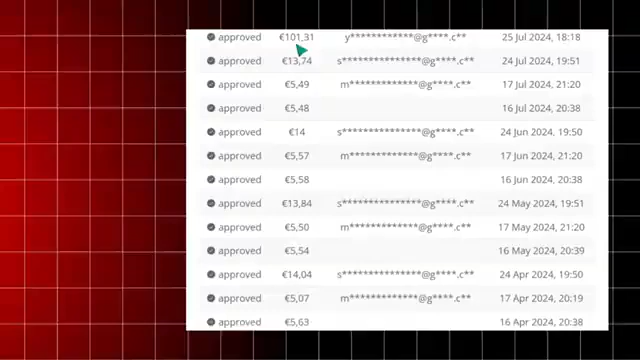 approved €101,31 y************@g****.c** 25 Jul 2024, 18:18
approved €13,74 s***************@g****.c** 24 Jul 2024, 19:51
approved €5,49 m*************@g****.c** 17 Jul 2024, 21:20
approved €5,48 16 Jul 2024, 20:38
approved €14 s***************@g****.c** 24 Jun 2024, 19:50
approved €5,57 m*************@g****.c** 17 Jun 2024, 21:20
approved €5,58 16 Jun 2024, 20:38
approved €13,84 s***************@g****.c** 24 May 2024, 19:51
approved €5,50 m*************@g****.c** 17 May 2024, 21:20
approved €5,54 16 May 2024, 20:39
approved €14,04 s***************@g****.c** 24 Apr 2024, 19:50
approved €5,07 m*************@g****.c** 17 Apr 2024, 20:19
approved €5,63 16 Apr 2024, 20:38